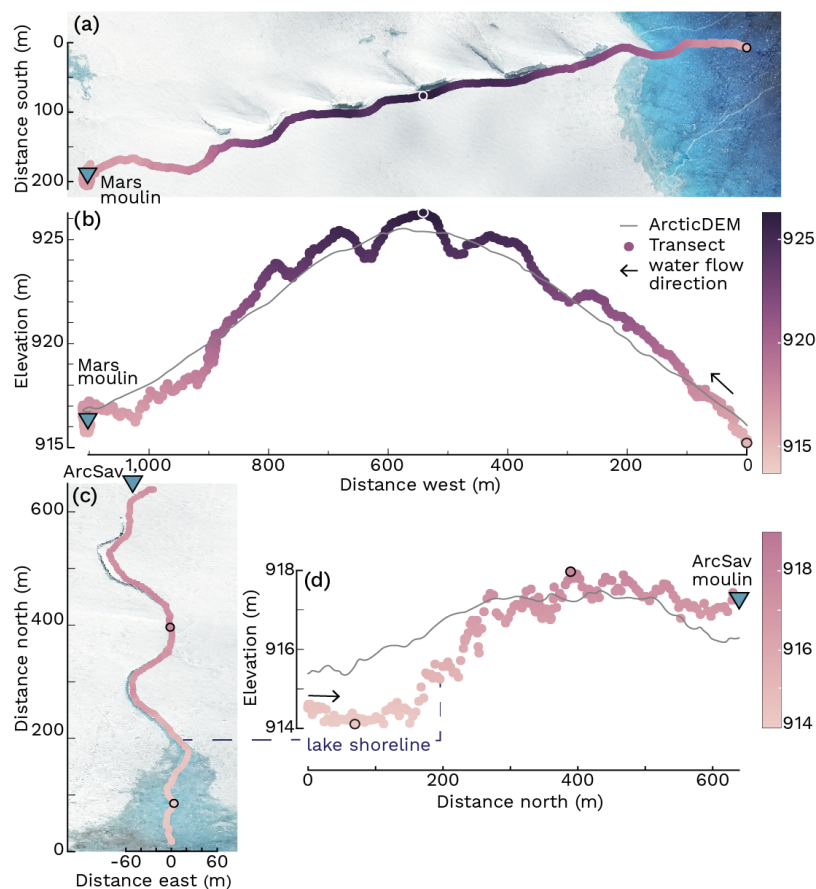 (a)
Distance south (m)
0
100
200
Mars
moulin
(b)
Elevation (m)
925
920
915
Mars
moulin
ArcticDEM
Transect
water flow
direction
925
920
915
1,000
800
600
400
200
0
Distance west (m)
ArcSav
(c)
Distance north (m)
600
400
200
0
-60
0
60
Distance east (m)
lake shoreline
(d)
Elevation (m)
918
916
914
ArcSav
moulin
0
200
400
600
Distance north (m)
918
916
914